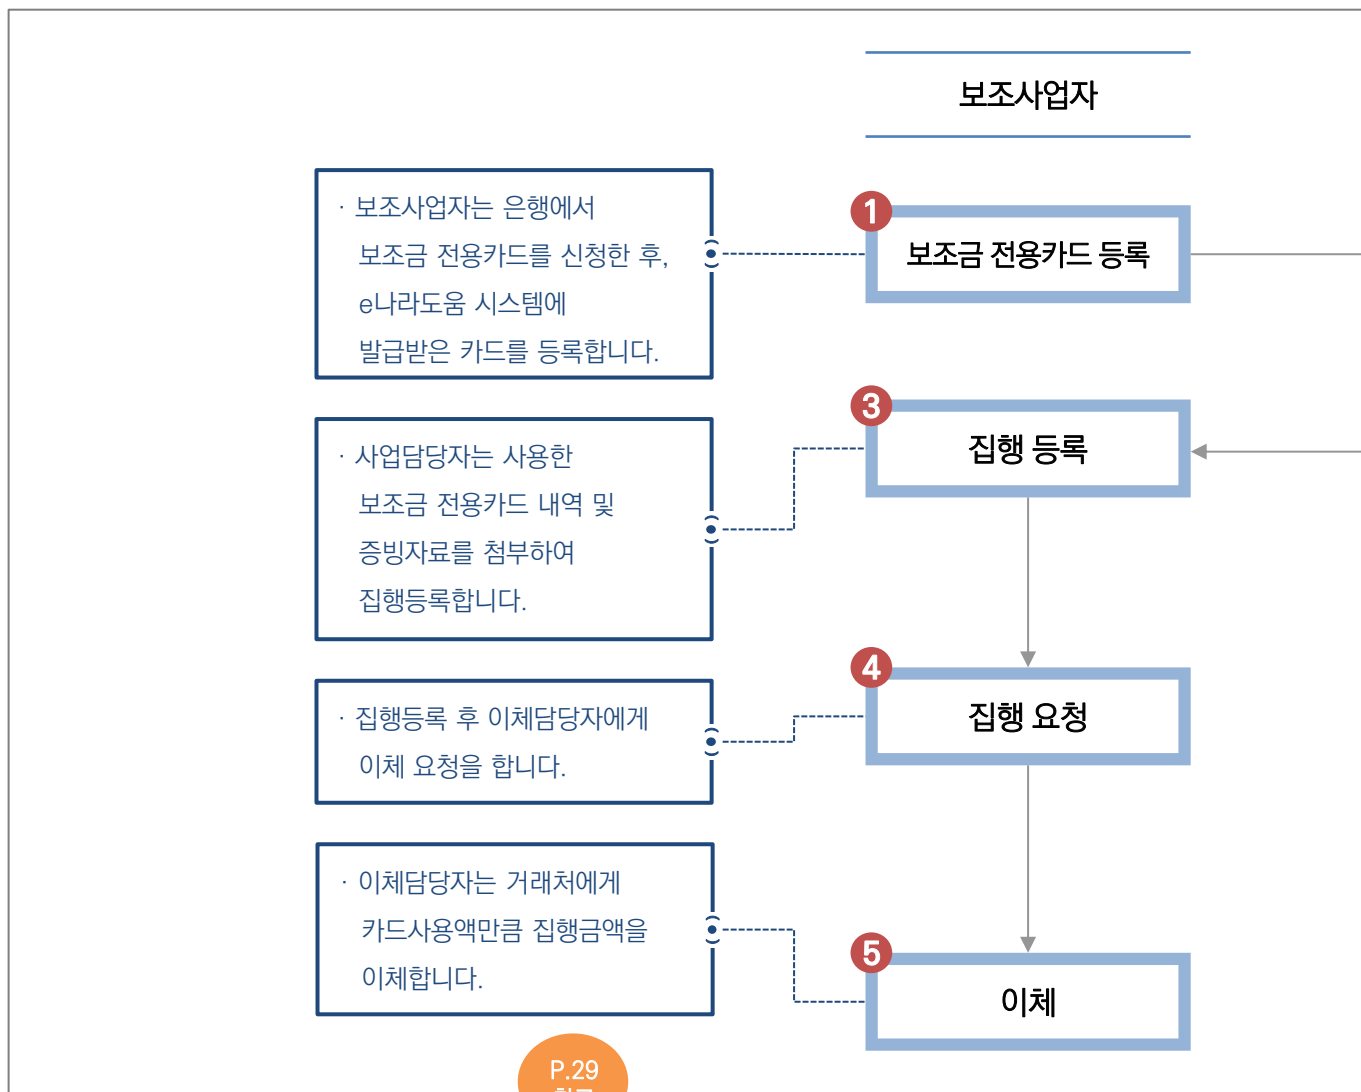 보조사업자
· 보조사업자는 은행에서
보조금 전용카드를 신청한 후,
e나라도움 시스템에
발급받은 카드를 등록합니다.
1
보조금 전용카드 등록
· 사업담당자는 사용한
보조금 전용카드 내역 및
증빙자료를 첨부하여
집행등록합니다.
3
집행 등록
· 집행등록 후 이체담당자에게
이체 요청을 합니다.
4
집행 요청
· 이체담당자는 거래처에게
카드사용액만큼 집행금액을
이체합니다.
5
이체
P.29